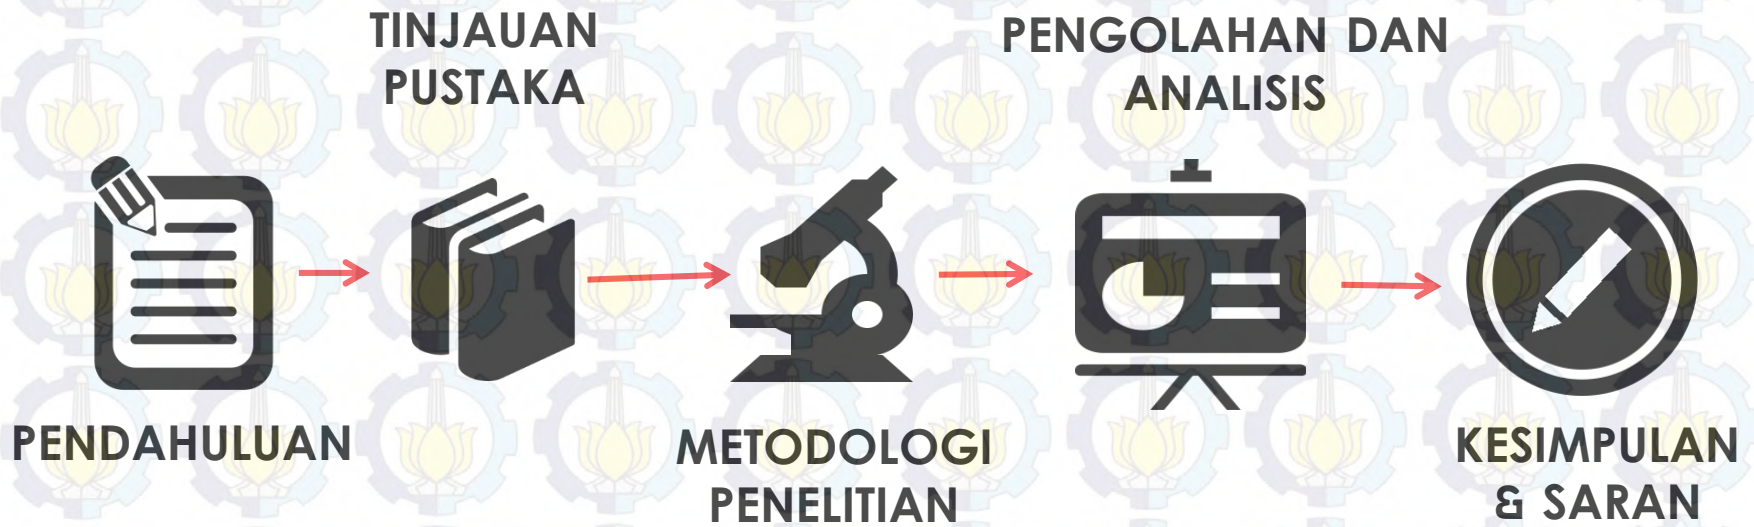 PENDAHULUAN
TINJAUAN
PUSTAKA
METODOLOGI
PENELITIAN
PENGOLAHAN DAN
ANALISIS
KESIMPULAN
& SARAN